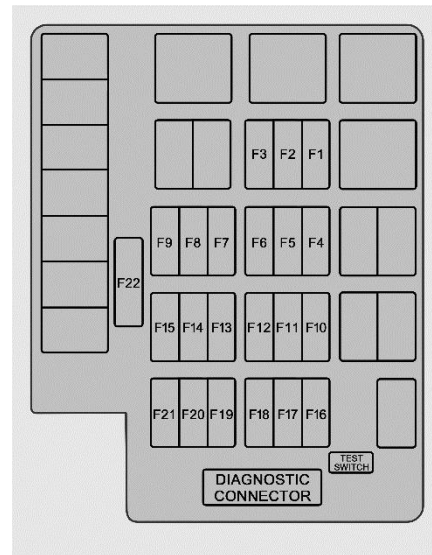 F3 F2 F1
F9 F8 F7 F6 F5 F4
F22
F15 F14 F13 F12 F11 F10
F21 F20 F19 F18 F17 F16
TEST
SWITCH
DIAGNOSTIC
CONNECTOR